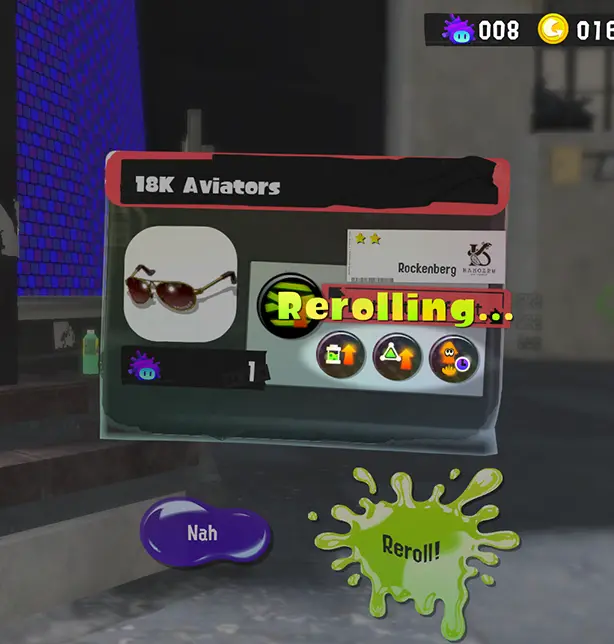 008
016
18K Aviators
Rockenberg
Rerolling...
1
Nah
Reroll!